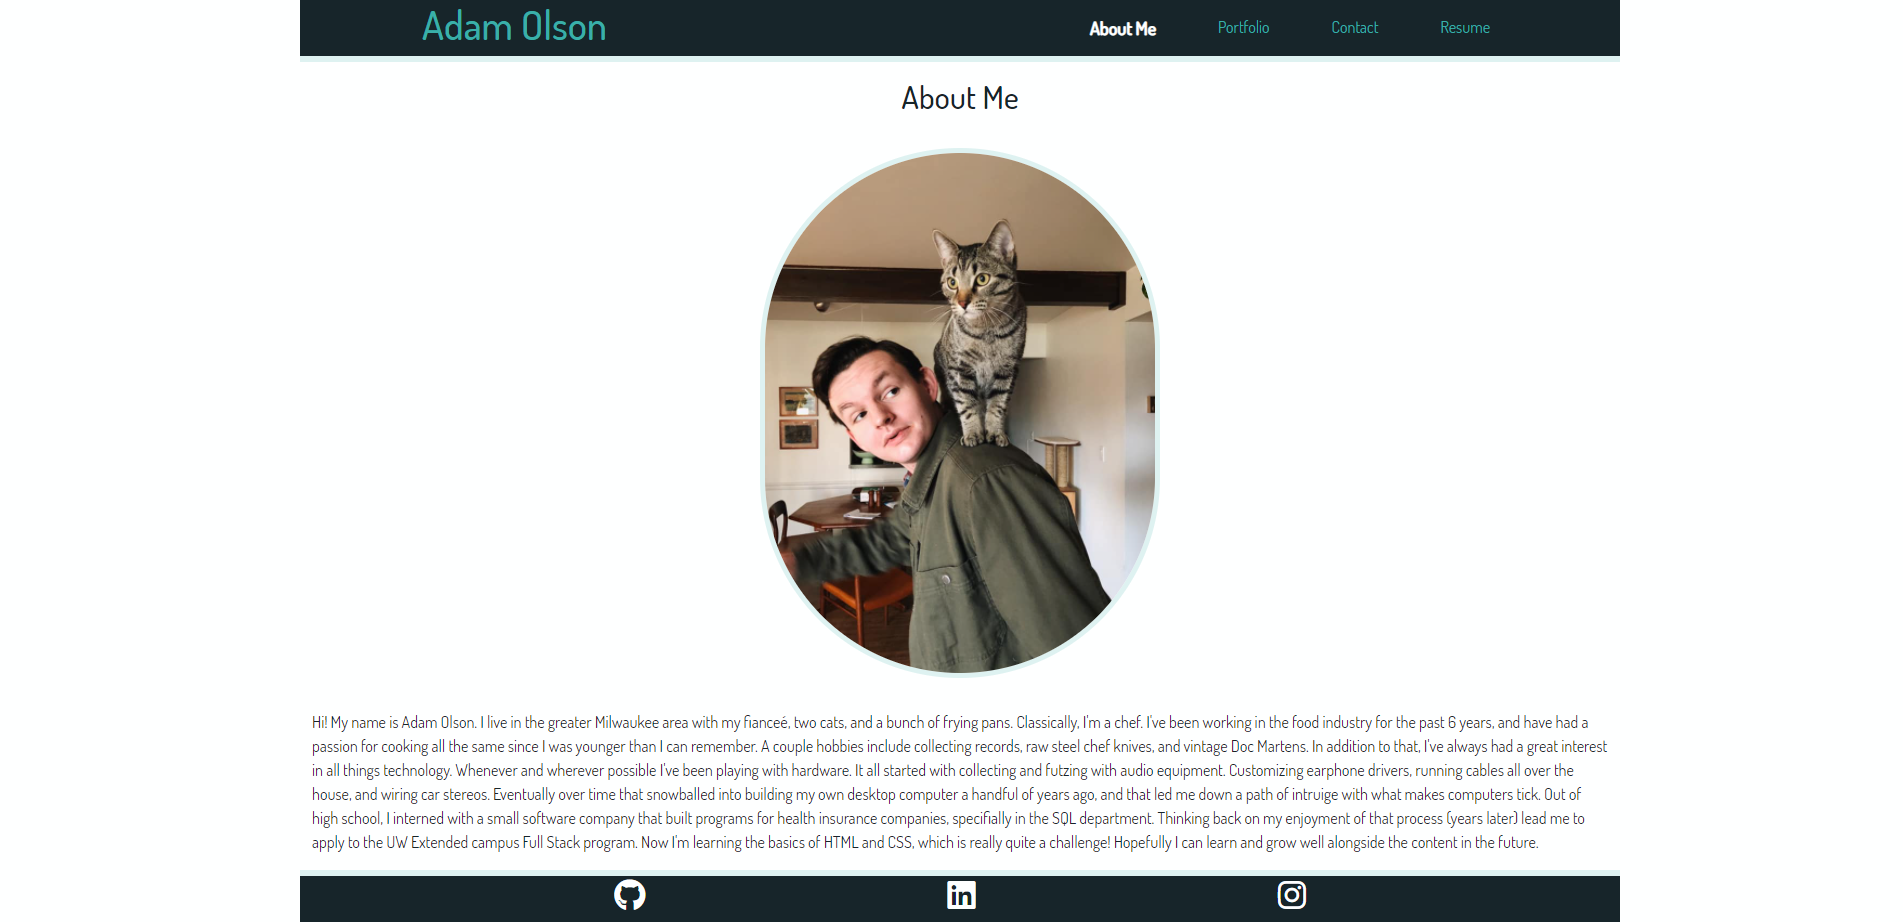 Adam Olson
About Me
Portfolio
Contact
Resume
About Me
Hi! My name is Adam Olson. I live in the greater Milwaukee area with my fianceé, two cats, and a bunch of frying pans. Classically, I'm a chef. I've been working in the food industry for the past 6 years, and have had a
passion for cooking all the same since I was younger than I can remember. A couple hobbies include collecting records, raw steel chef knives, and vintage Doc Martens. In addition to that, I've always had a great interest
in all things technology. Whenever and wherever possible I've been playing with hardware. It all started with collecting and futzing with audio equipment. Customizing earphone drivers, running cables all over the
house, and wiring car stereos. Eventually over time that snowballed into building my own desktop computer a handful of years ago, and that led me down a path of intruige with what makes computers tick. Out of
high school, I interned with a small software company that built programs for health insurance companies, specifially in the SQL department. Thinking back on my enjoyment of that process (years later) lead me to
apply to the UW Extended campus Full Stack program. Now I'm learning the basics of HTML and CSS, which is really quite a challenge! Hopefully I can learn and grow well alongside the content in the future.
in